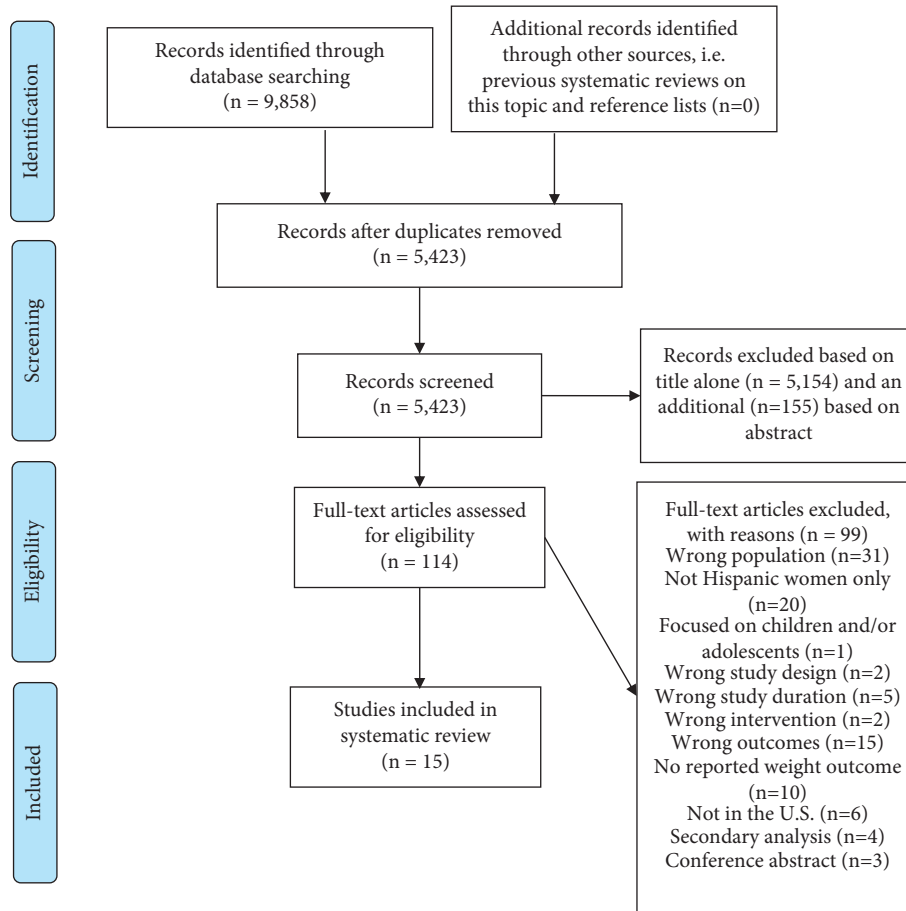 Identification
Records identified through
database searching
(n = 9,858)
Additional records identified
through other sources, i.e.
previous systematic reviews on
this topic and reference lists (n=0)
Records after duplicates removed
(n = 5,423)
Screening
Records screened
(n = 5,423)
Records excluded based on
title alone (n = 5,154) and an
additional (n=155) based on
abstract
Eligibility
Full-text articles assessed
for eligibility
(n = 114)
Full-text articles excluded,
with reasons (n = 99)
Wrong population (n=31)
Not Hispanic women only
(n=20)
Focused on children and/or
adolescents (n=1)
Wrong study design (n=2)
Wrong study duration (n=5)
Wrong intervention (n=2)
Wrong outcomes (n=15)
No reported weight outcome
(n=10)
Not in the U.S. (n=6)
Secondary analysis (n=4)
Conference abstract (n=3)
Included
Studies included in
systematic review
(n = 15)